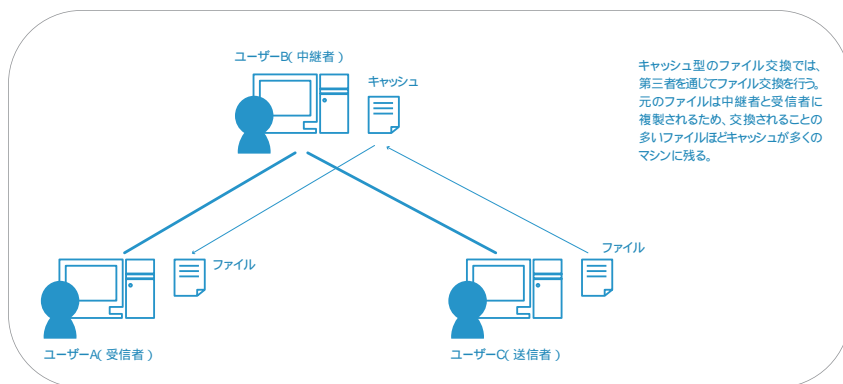 ユーザーB( 中継者 )
キャッシュ
キャッシュ型のファイル交換では、
第三者を通じてファイル交換を行う。
元のファイルは中継者と受信者に
複製されるため、交換されることの
多いファイルほどキャッシュが多くの
マシンに残る。
ファイル
ファイル
ユーザーA( 受信者 )
ユーザーC( 送信者 )